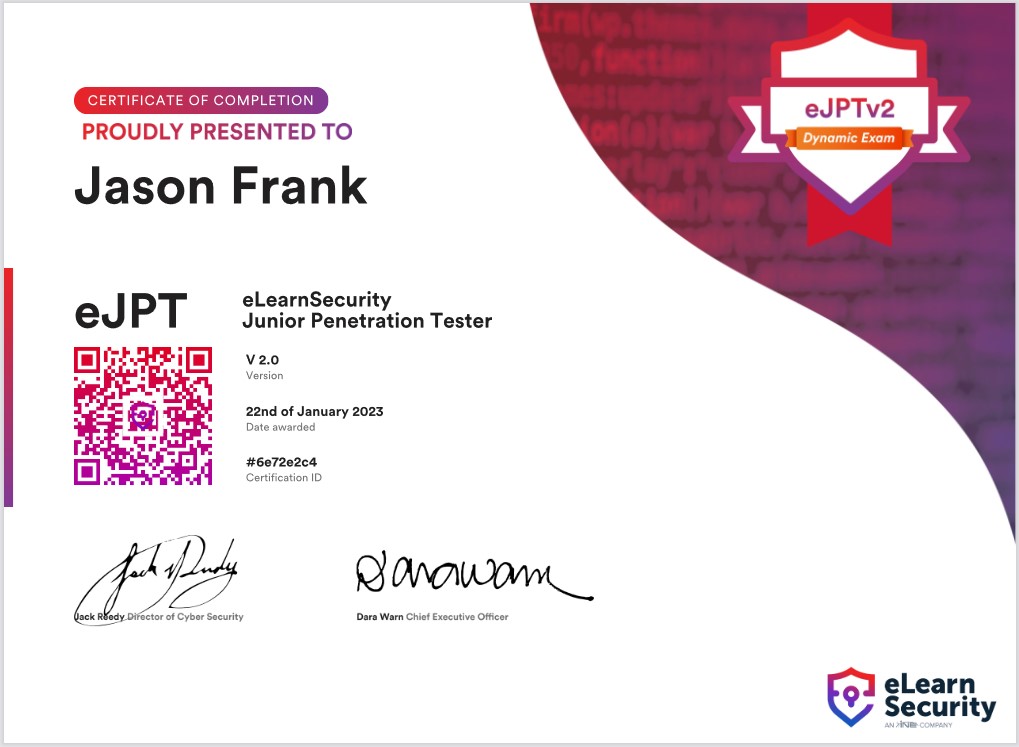 CERTIFICATE OF COMPLETION
PROUDLY PRESENTED TO
Jason Frank
eJPTv2
Dynamic Exam
eJPT
eLearnSecurity
Junior Penetration Tester
V 2.0
Version
22nd of January 2023
Date awarded
#6e72e2c4
Certification ID
Jack Reedy Director of Cyber Security
Dara Warn Chief Executive Officer
eLearn
Security
AN INE COMPANY